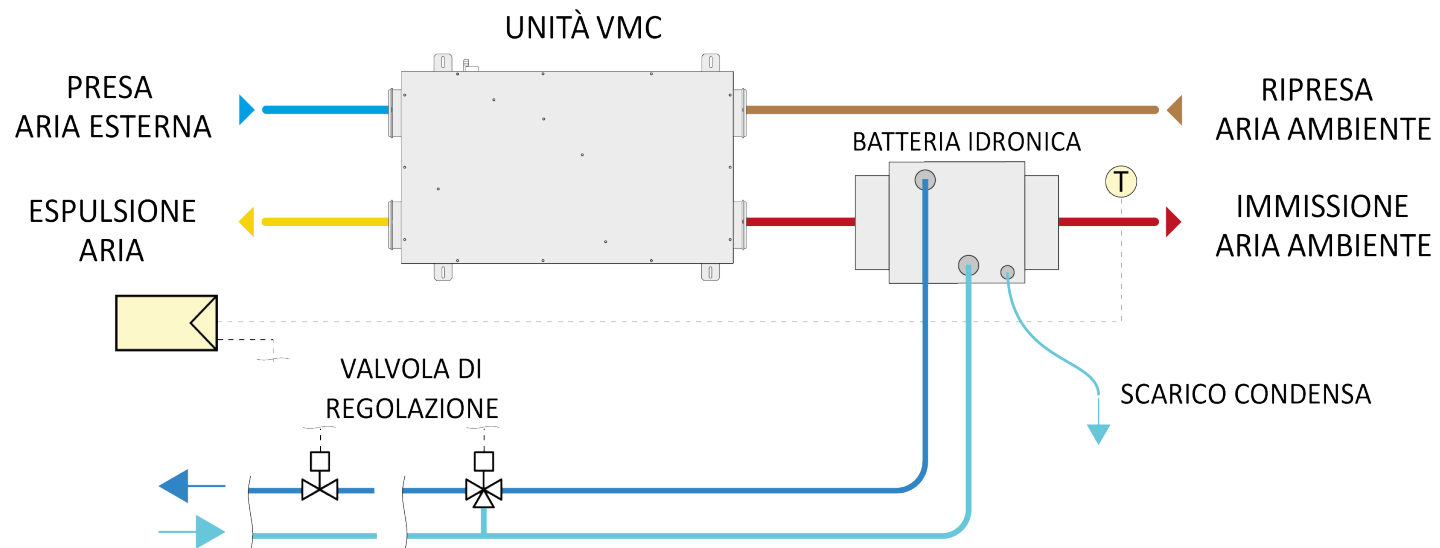 UNITÀ VMC
PRESA
ARIA ESTERNA
RIPRESA
ARIA AMBIENTE
BATTERIA IDRONICA
T
ESPULSIONE
ARIA
IMMISSIONE
ARIA AMBIENTE
VALVOLA DI
REGOLAZIONE
SCARICO CONDENSA